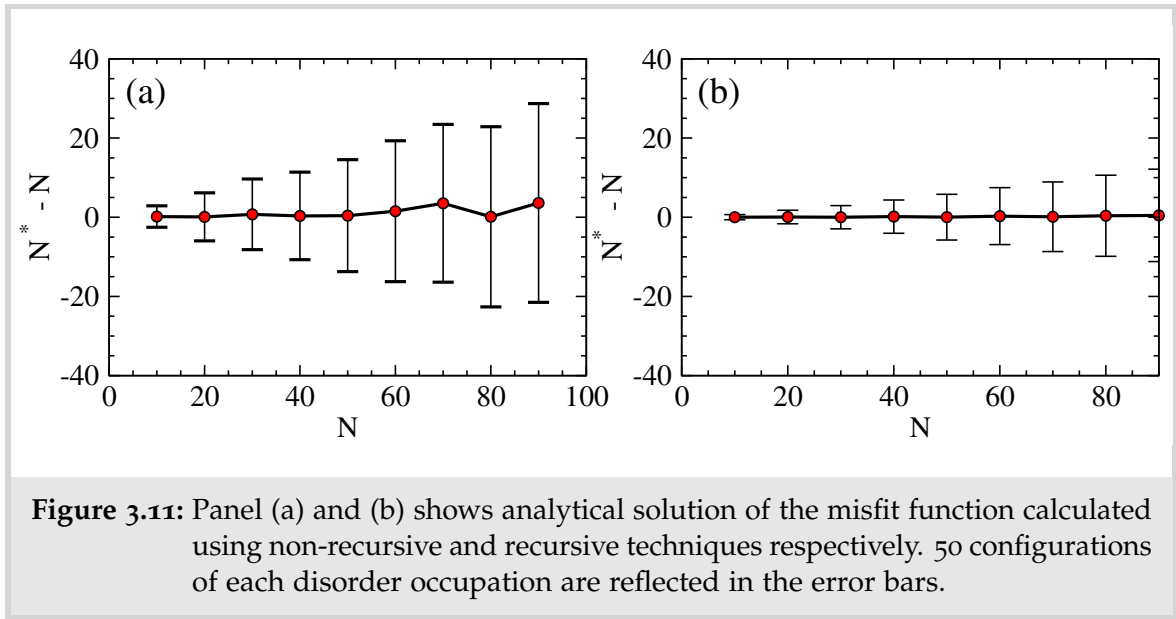 (a)
(b)
40
20
0
-20
-40
N* - N
0
20
40
60
80
100
N
40
20
0
-20
-40
N* - N
0
20
40
60
80
N
Figure 3.11: Panel (a) and (b) shows analytical solution of the misfit function calculated
using non-recursive and recursive techniques respectively. 50 configurations
of each disorder occupation are reflected in the error bars.